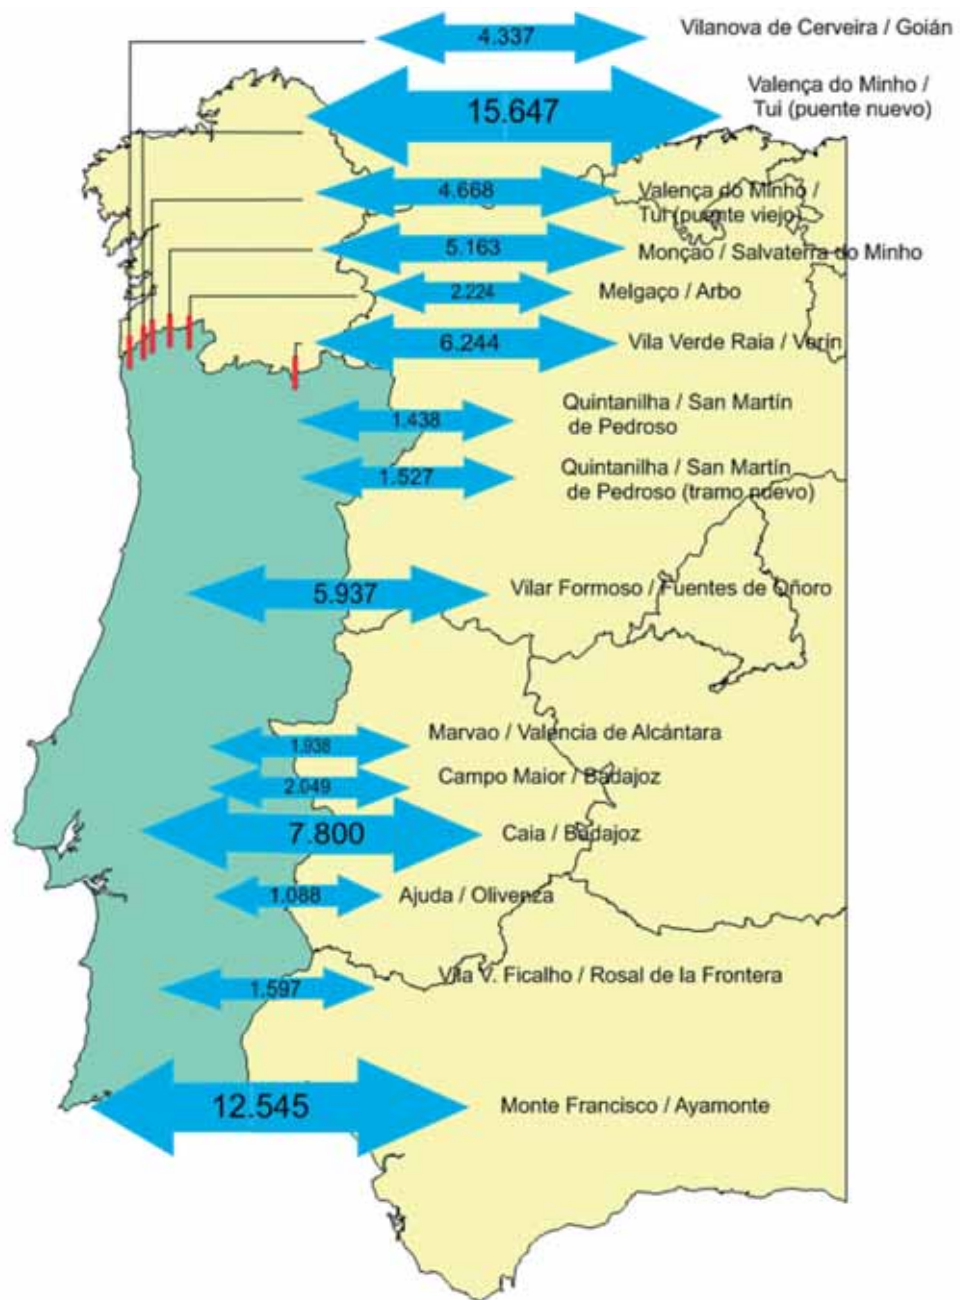 4.337
Vilanova de Cerveira / Goián
15.647
Valença do Minho /
Tui (puente nuevo)
4.668
Valença do Minho /
Tui (puente viejo)
5.163
Monção / Salvaterra do Minho
2.224
Melgaço / Arbo
6.244
Vila Verde Raia / Verín
1.438
Quintanilha / San Martín
de Pedroso
1.527
Quintanilha / San Martín
de Pedroso (tramo nuevo)
5.937
Vilar Formoso / Fuentes de Oñoro
1.938
Marvao / Valencia de Alcántara
2.049
Campo Maior / Badajoz
7.800
Caia / Badajoz
1.088
Ajuda / Olivenza
1.597
Vila V. Ficalho / Rosal de la Frontera
12.545
Monte Francisco / Ayamonte